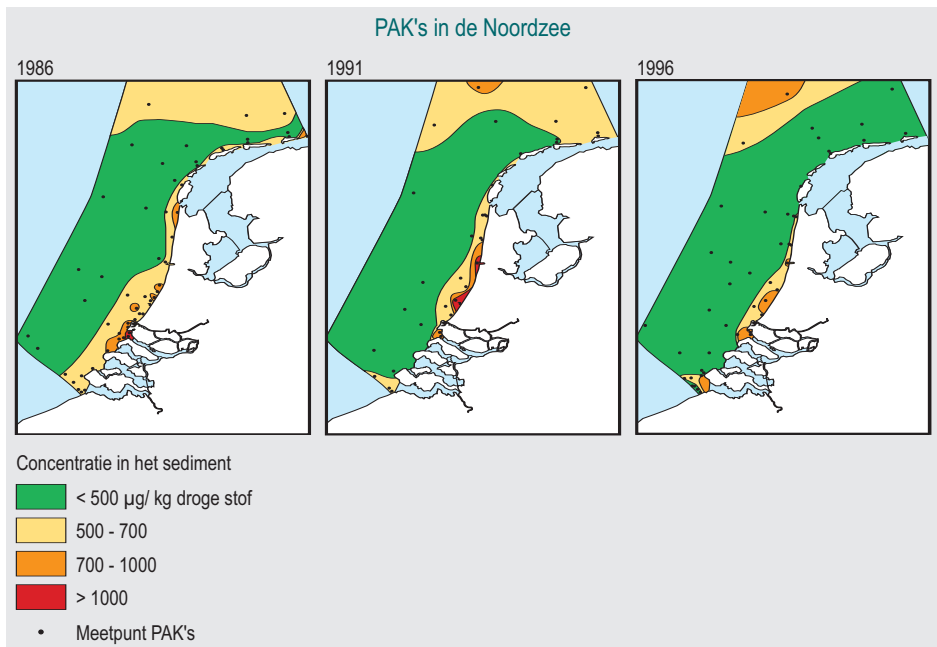 PAK's in de Noordzee
1986
1991
1996
Concentratie in het sediment
< 500 µg/ kg droge stof
500 - 700
700 - 1000
> 1000
Meetpunt PAK's